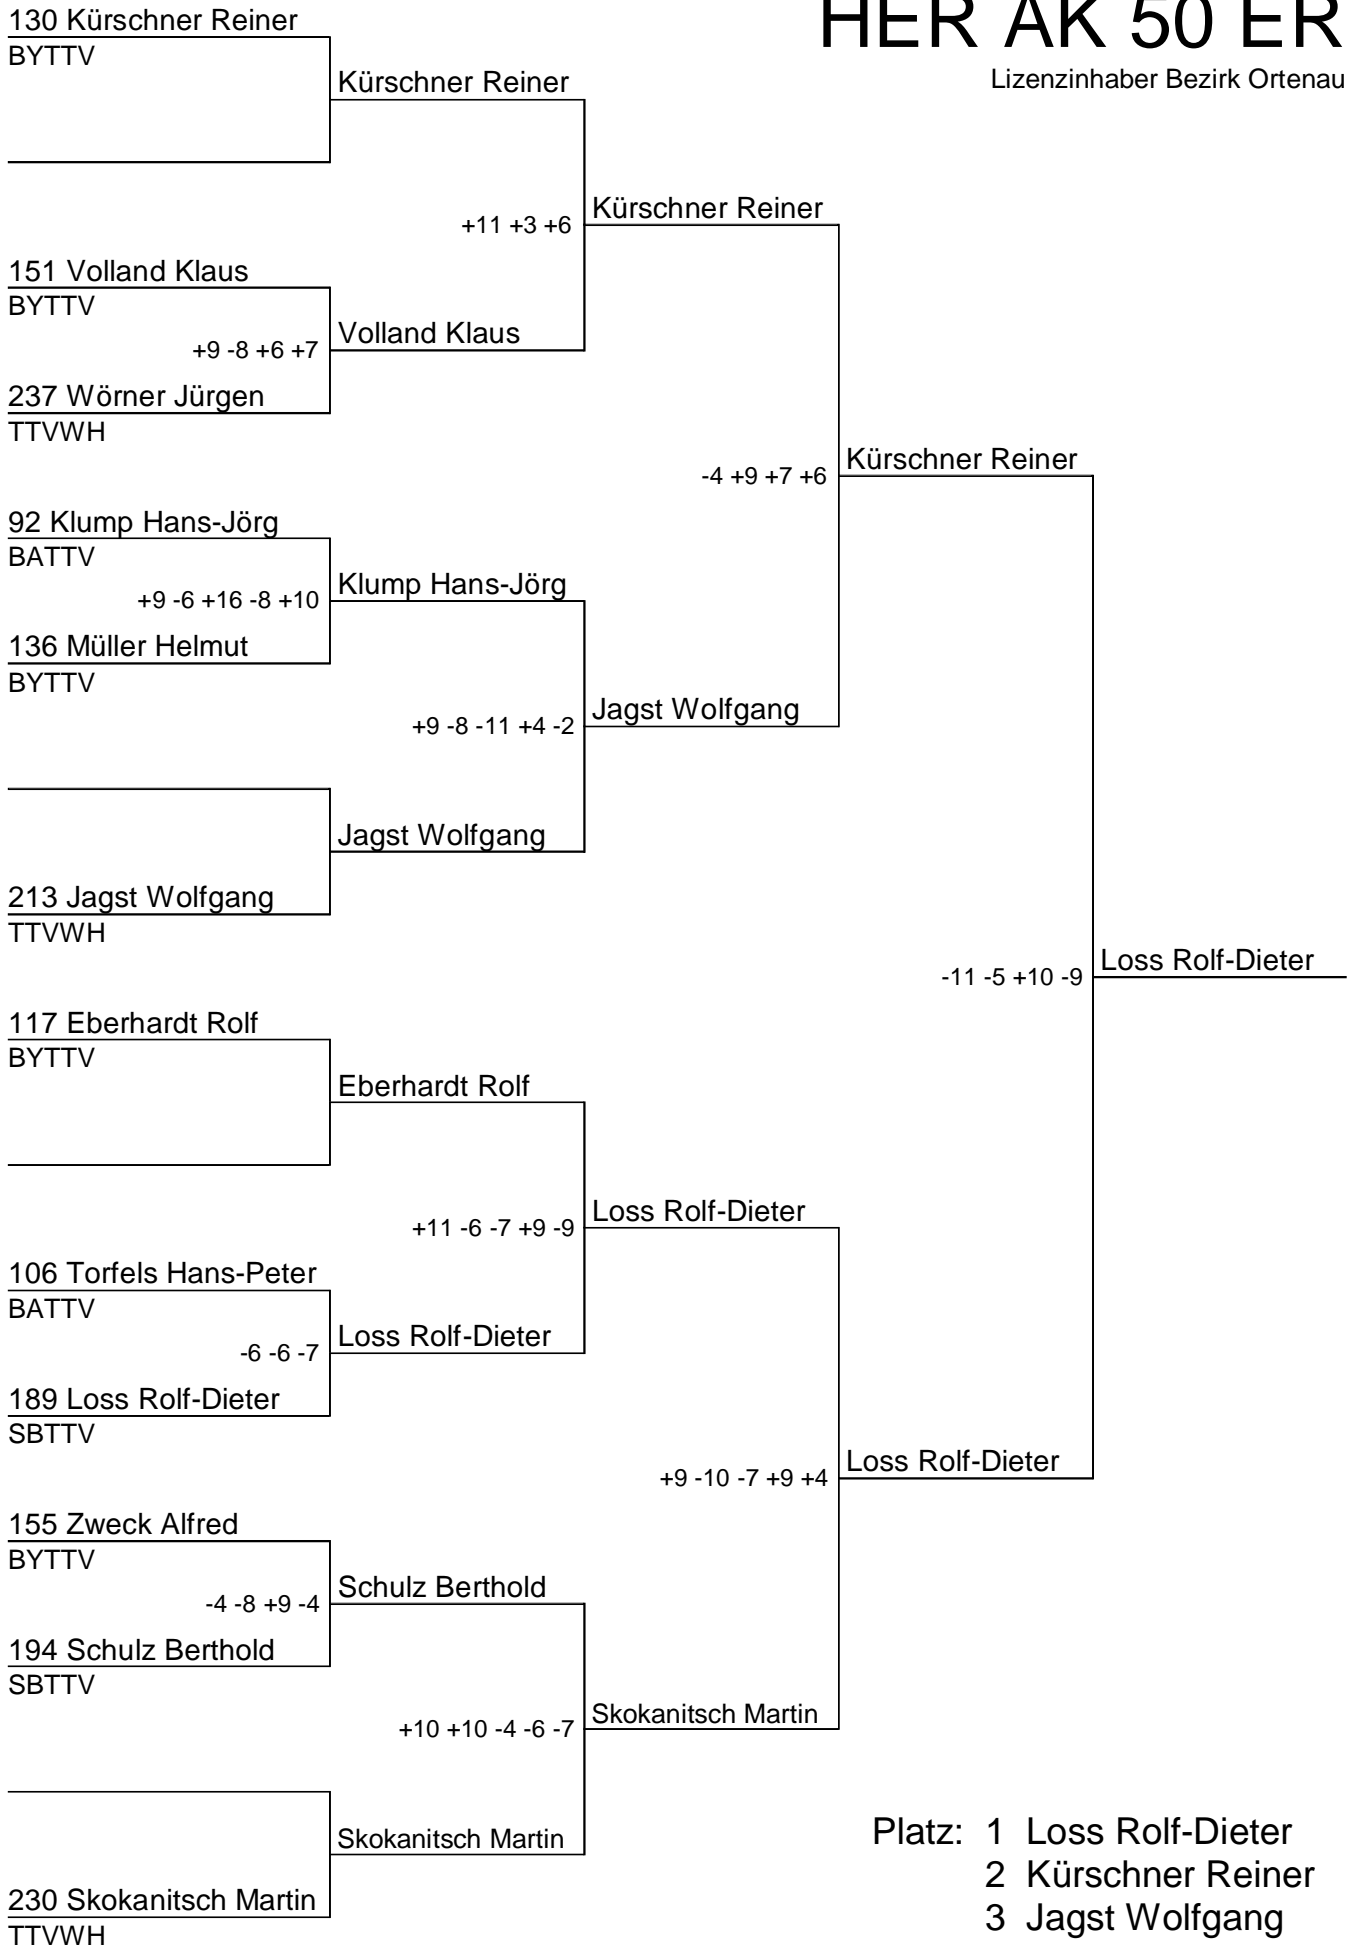 HER AK 50 ER
Lizenzinhaber Bezirk Ortenau
130 Kürschner Reiner
BYTTV
Kürschner Reiner
+11 +3 +6
Kürschner Reiner
151 Volland Klaus
BYTTV
+9 -8 +6 +7
Volland Klaus
237 Wörner Jürgen
TTVWH
-4 +9 +7 +6
Kürschner Reiner
92 Klump Hans-Jörg
BATTV
+9 -6 +16 -8 +10
Klump Hans-Jörg
136 Müller Helmut
BYTTV
+9 -8 -11 +4 -2
Jagst Wolfgang
Jagst Wolfgang
213 Jagst Wolfgang
TTVWH
-11 -5 +10 -9
Loss Rolf-Dieter
117 Eberhardt Rolf
BYTTV
Eberhardt Rolf
+11 -6 -7 +9 -9
Loss Rolf-Dieter
106 Torfels Hans-Peter
BATTV
-6 -6 -7
Loss Rolf-Dieter
189 Loss Rolf-Dieter
SBTTV
+9 -10 -7 +9 +4
Loss Rolf-Dieter
155 Zweck Alfred
BYTTV
-4 -8 +9 -4
Schulz Berthold
194 Schulz Berthold
SBTTV
+10 +10 -4 -6 -7
Skokanitsch Martin
Skokanitsch Martin
230 Skokanitsch Martin
TTVWH
Platz: 1 Loss Rolf-Dieter
2 Kürschner Reiner
3 Jagst Wolfgang